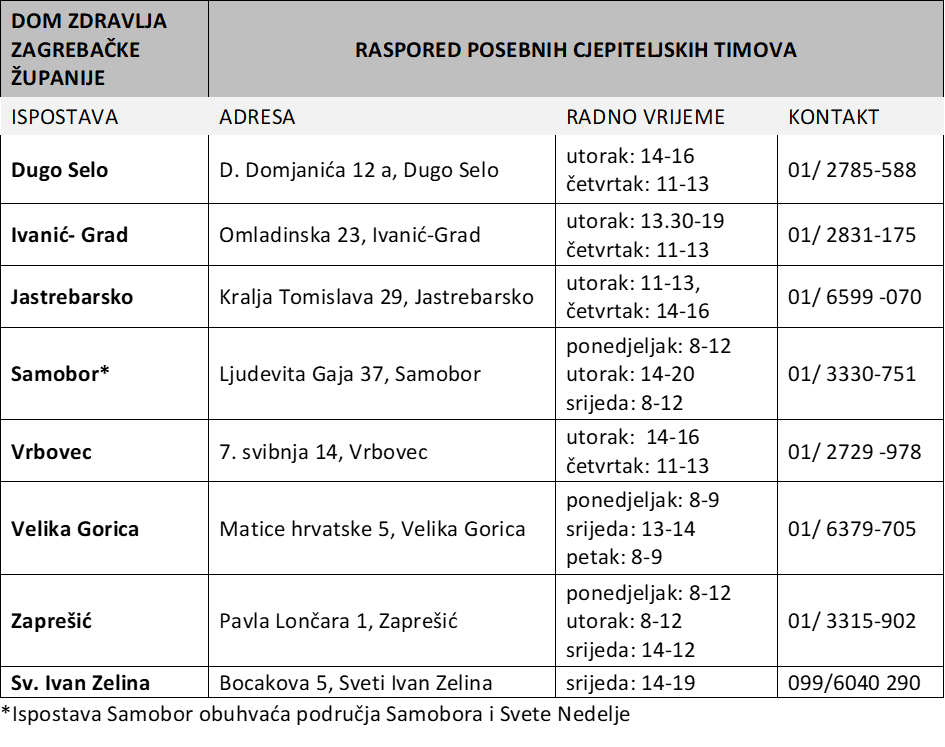 DOM ZDRAVLJA
ZAGREBAČKE
ŽUPANIJE
RASPORED POSEBNIH CJEPITELJSKIH TIMOVA
ISPOSTAVA ADRESA RADNO VRIJEME KONTAKT
Dugo Selo D. Domjanića 12 a, Dugo Selo utorak: 14-16 01/ 2785-588
četvrtak: 11-13
Ivanić- Grad Omladinska 23, Ivanić-Grad utorak: 13.30-19 01/ 2831-175
četvrtak: 11-13
Jastrebarsko Kralja Tomislava 29, Jastrebarsko utorak: 11-13, 01/ 6599 -070
četvrtak: 14-16
Samobor* Ljudevita Gaja 37, Samobor ponedjeljak: 8-12 01/ 3330-751
utorak: 14-20
srijeda: 8-12
Vrbovec 7. svibnja 14, Vrbovec utorak:  14-16 01/ 2729 -978
četvrtak: 11-13
Velika Gorica Matice hrvatske 5, Velika Gorica ponedjeljak: 8-9 01/ 6379-705
srijeda: 13-14
petak: 8-9
Zaprešić Pavla Lončara 1, Zaprešić ponedjeljak: 8-12 01/ 3315-902
utorak: 8-12
srijeda: 14-12
Sv. Ivan Zelina Bocakova 5, Sveti Ivan Zelina srijeda: 14-19 099/6040 290
*Ispostava Samobor obuhvaća područja Samobora i Svete Nedelje